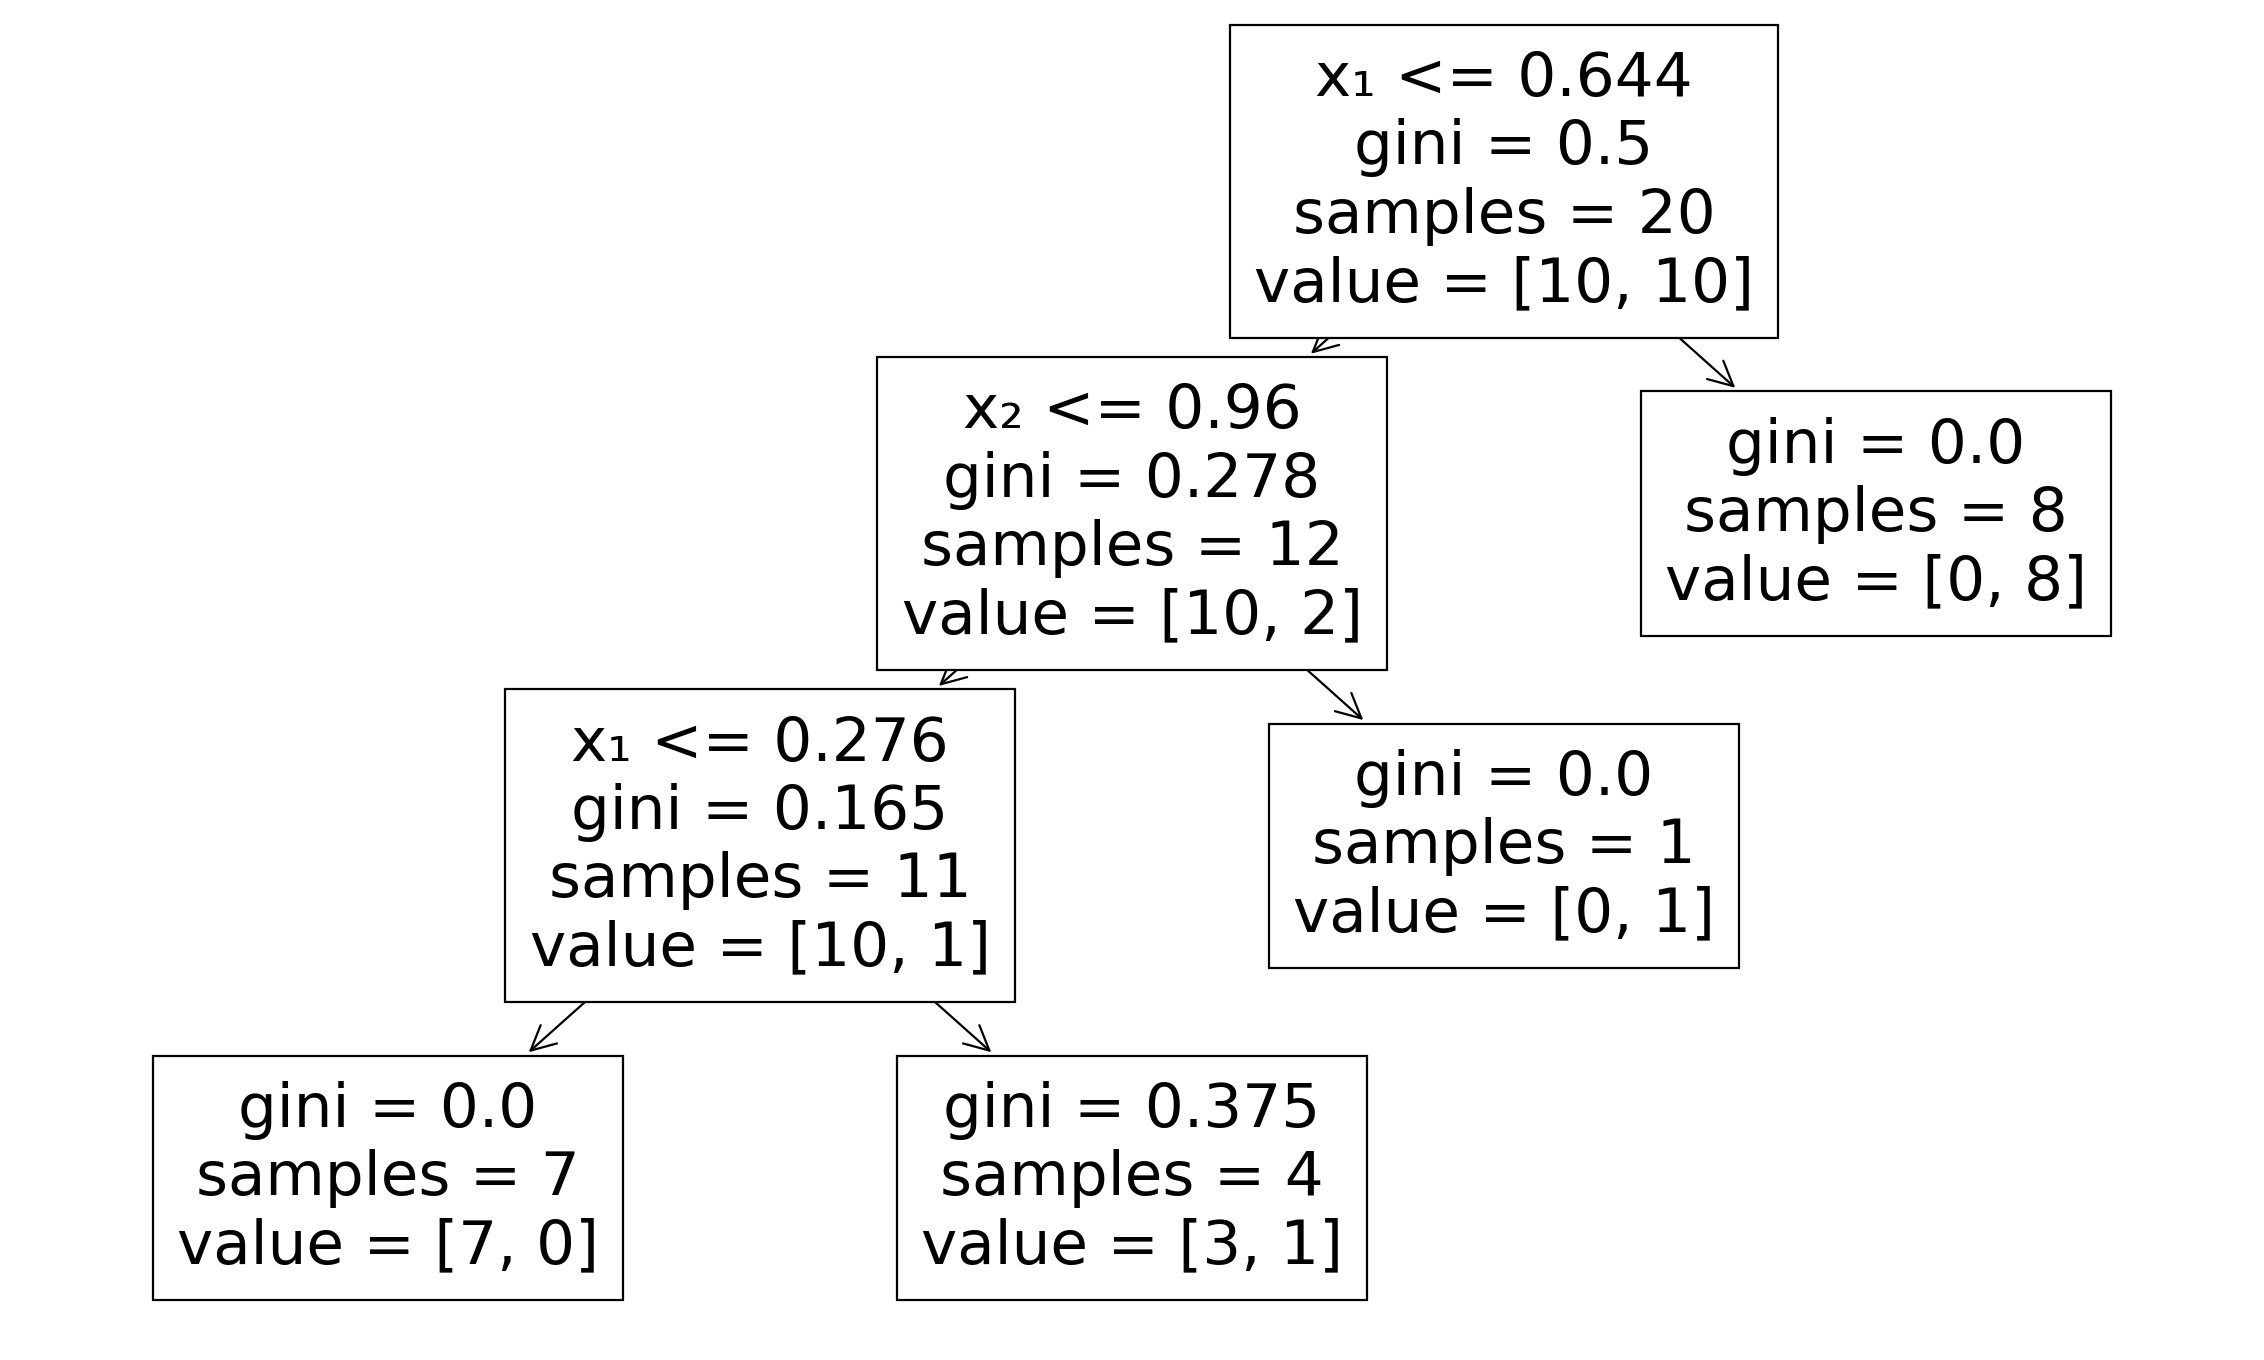 x₁ <= 0.644
gini = 0.5
samples = 20
value = [10, 10]
x₂ <= 0.96
gini = 0.278
samples = 12
value = [10, 2]
gini = 0.0
samples = 8
value = [0, 8]
x₁ <= 0.276
gini = 0.165
samples = 11
value = [10, 1]
gini = 0.0
samples = 1
value = [0, 1]
gini = 0.0
samples = 7
value = [7, 0]
gini = 0.375
samples = 4
value = [3, 1]